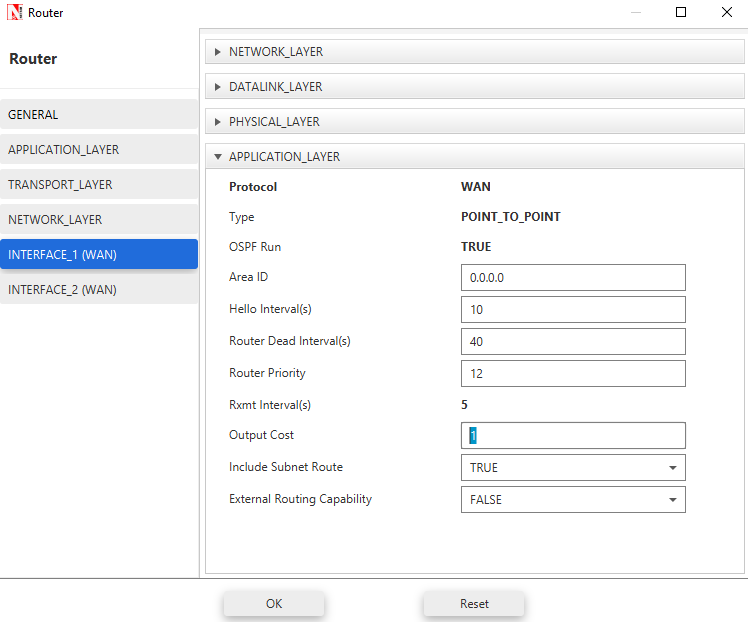 Router
Router
GENERAL
APPLICATION_LAYER
TRANSPORT_LAYER
NETWORK_LAYER
INTERFACE_1 (WAN)
INTERFACE_2 (WAN)
NETWORK_LAYER
DATALINK_LAYER
PHYSICAL_LAYER
APPLICATION_LAYER
Protocol WAN
Type POINT_TO_POINT
OSPF Run TRUE
Area ID 0.0.0.0
Hello Interval(s) 10
Router Dead Interval(s) 40
Router Priority 12
Rxmt Interval(s) 5
Output Cost 1
Include Subnet Route TRUE
External Routing Capability FALSE
OK Reset